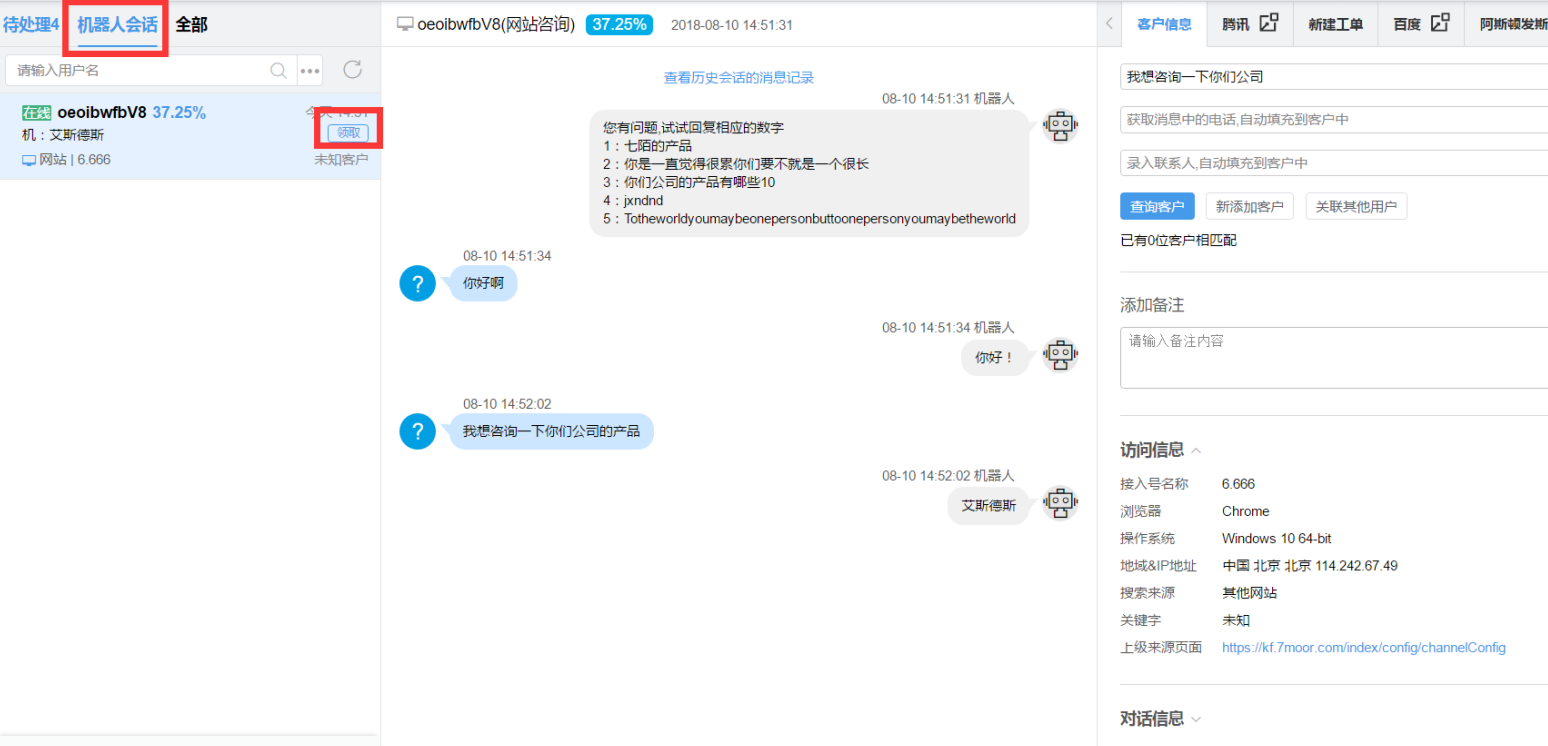 待处理4 机器人会话 全部
请输入用户名
在线 oeoibwfbV8 37.25%
领取
机：艾斯德斯
网站 | 6.666 未知客户
oeoibwfbV8(网站咨询) 37.25% 2018-08-10 14:51:31
查看历史会话的消息记录
08-10 14:51:31 机器人
您有问题,试试回复相应的数字
1：七陌的产品
2：你是一直觉得很累你们要不就是一个很长
3：你们公司的产品有哪些10
4：jxndnd
5：Totheworldyoumaybeonepersonbuttoonepersonyoumaybetheworld
08-10 14:51:34
?
你好啊
08-10 14:51:34 机器人
你好！
08-10 14:52:02
?
我想咨询一下你们公司的产品
08-10 14:52:02 机器人
艾斯德斯
客户信息 腾讯 新建工单 百度 阿斯顿发斯
我想咨询一下你们公司
获取消息中的电话,自动填充到客户中
录入联系人,自动填充到客户中
查询客户 新添加客户 关联其他用户
已有0位客户相匹配
添加备注
请输入备注内容
访问信息
接入号名称 6.666
浏览器 Chrome
操作系统 Windows 10 64-bit
地域&IP地址 中国 北京 北京 114.242.67.49
搜索来源 其他网站
关键字 未知
上级来源页面 https://kf.7moor.com/index/config/channelConfig
对话信息